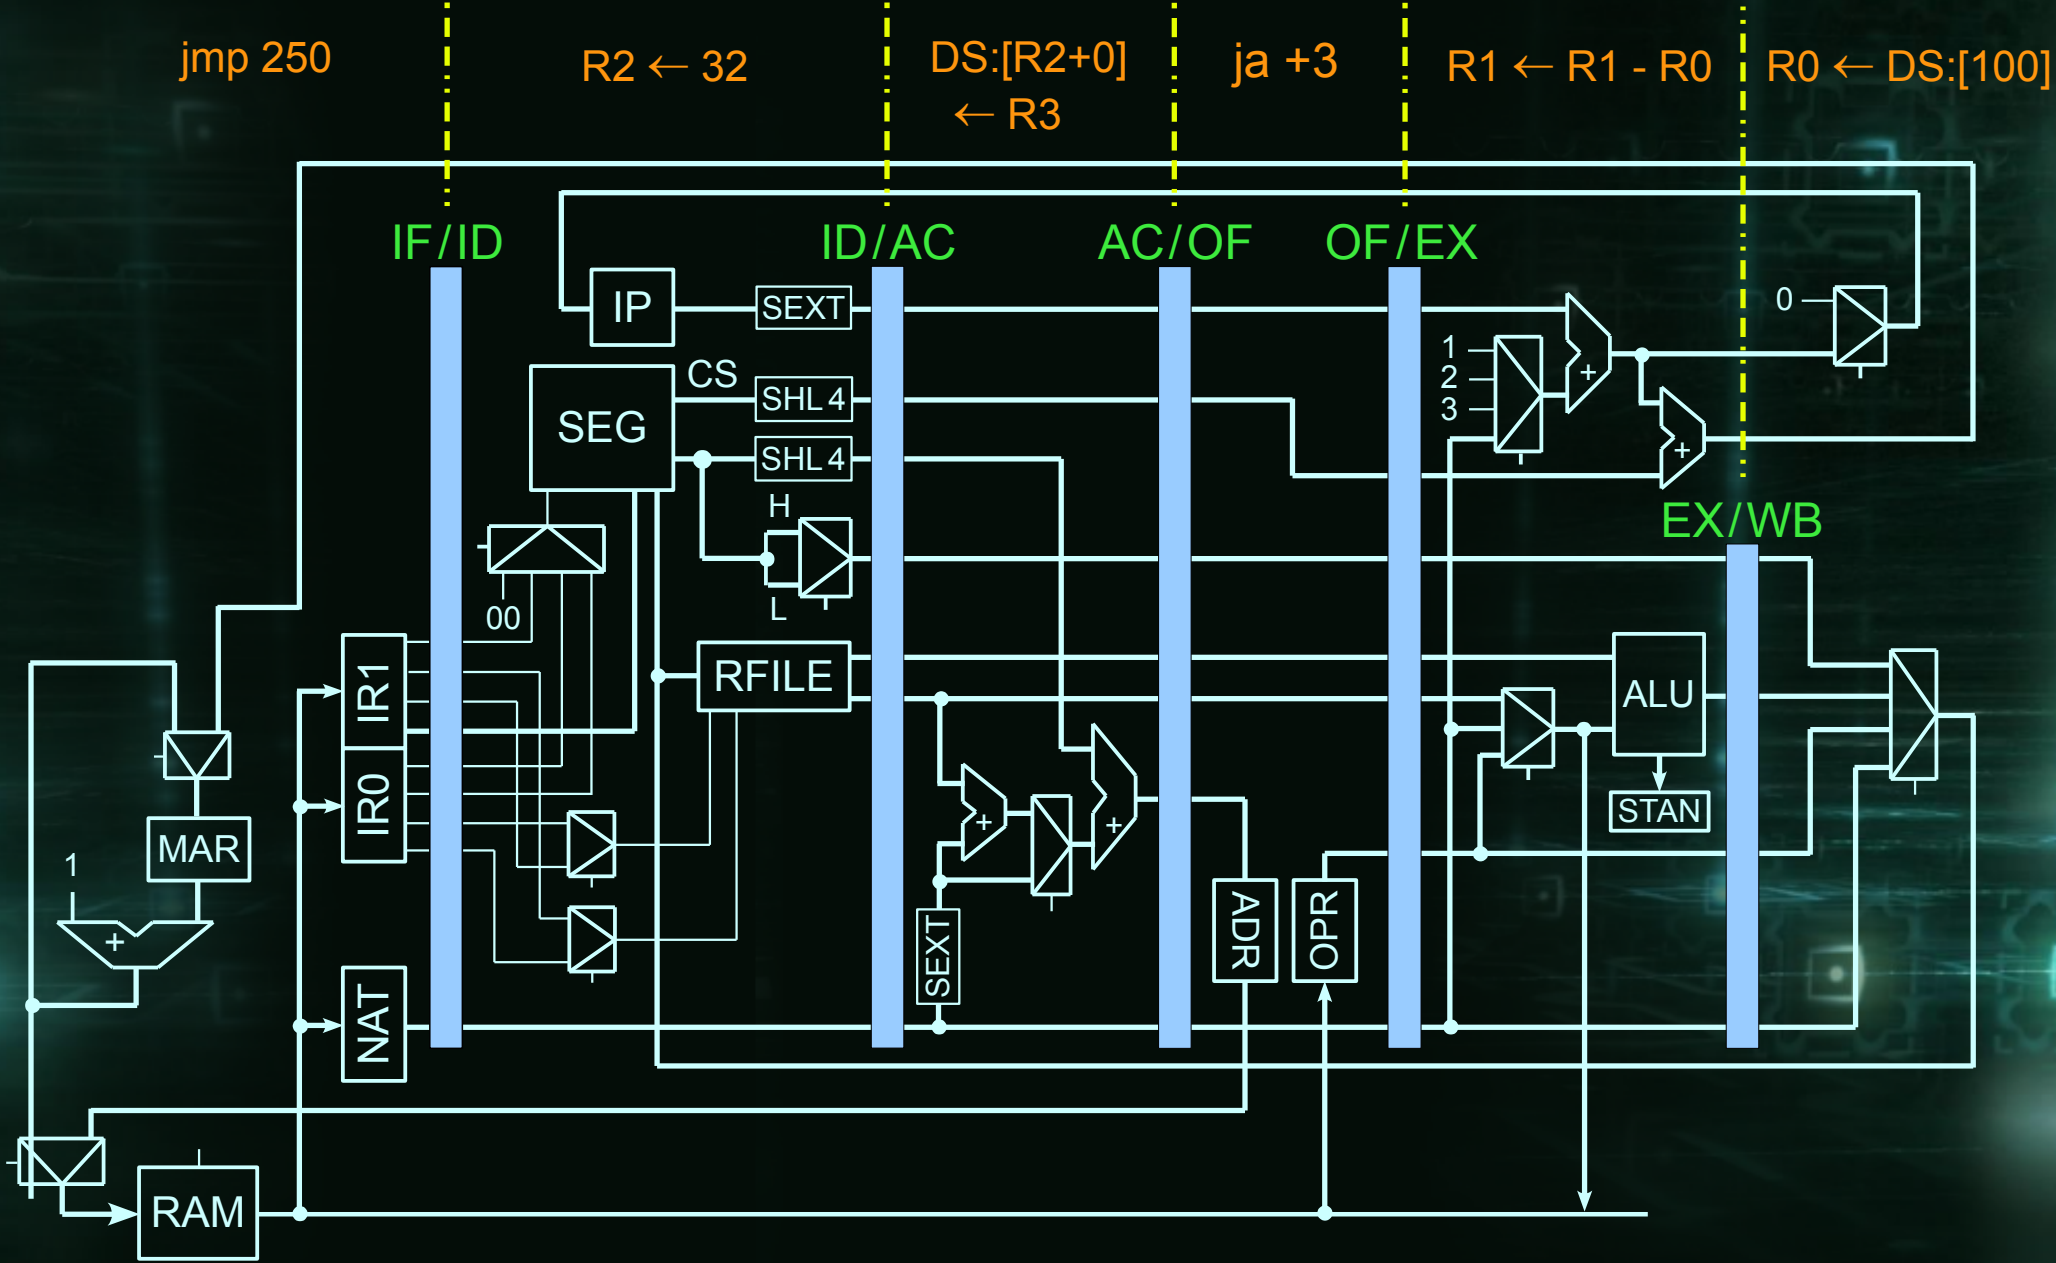 jmp 250
R2 ← 32
DS:[R2+0]
← R3
ja +3
R1 ← R1 - R0
R0 ← DS:[100]
IF/ID
ID/AC
AC/OF
OF/EX
IP
SEXT
0
1
2
3
+
CS
SHL 4
SEG
SHL 4
+
H
L
EX/WB
00
IR1
RFILE
ALU
IR0
STAN
+
+
MAR
1
+
SEXT
ADR
OPR
NAT
RAM